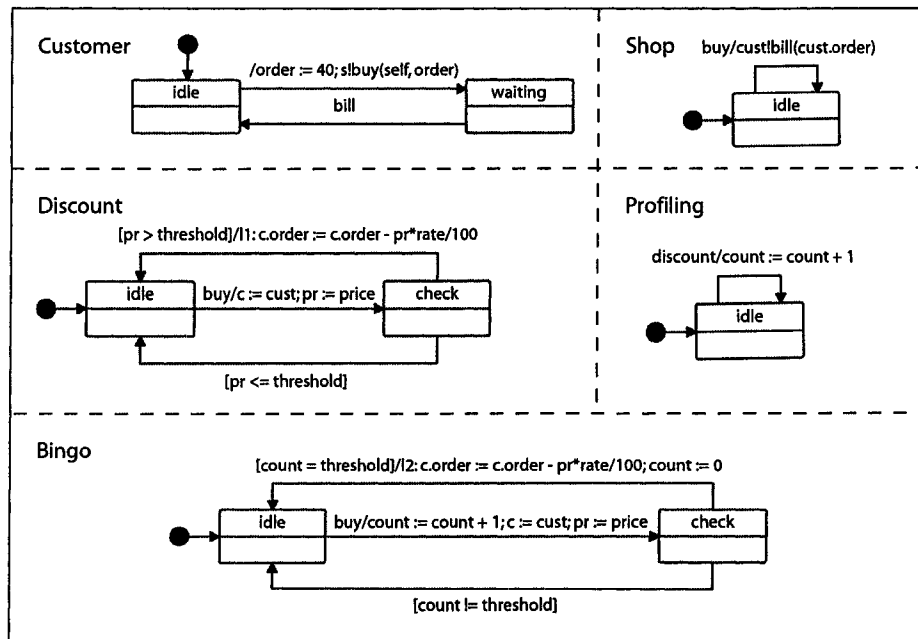 Customer
/order := 40; s!buy(self, order)
idle
waiting
bill
Shop
buy/cust!bill(cust.order)
idle
Discount
[pr > threshold]/l1: c.order := c.order - pr*rate/100
idle
buy/c := cust; pr := price
check
[pr <= threshold]
Profiling
discount/count := count + 1
idle
Bingo
[count = threshold]/l2: c.order := c.order - pr*rate/100; count := 0
idle
buy/count := count + 1; c := cust; pr := price
check
[count != threshold]